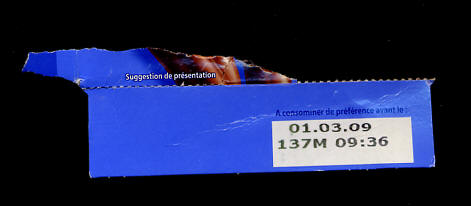 Suggestion de présentation
A consommer de préférence avant le :
01.03.09
137M 09:36